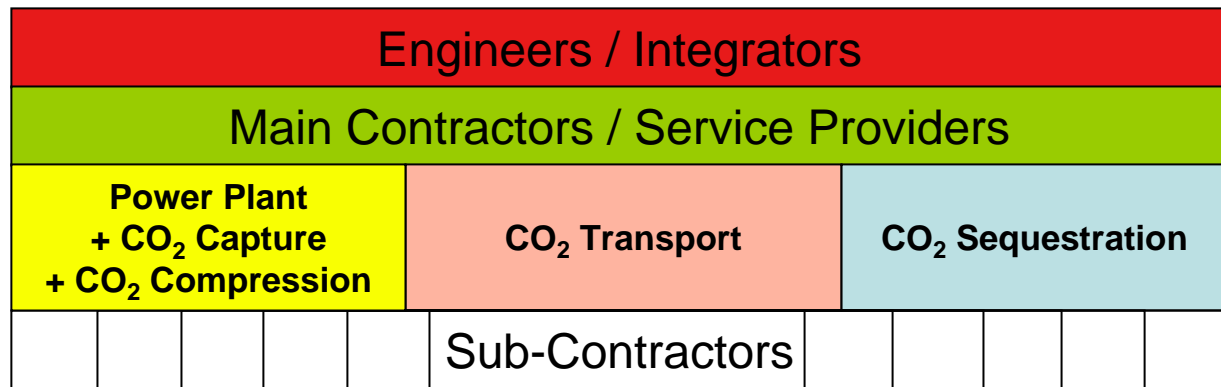 Engineers / Integrators
Main Contractors / Service Providers
Power Plant
+ CO₂ Capture
+ CO₂ Compression
CO₂ Transport
CO₂ Sequestration
Sub-Contractors